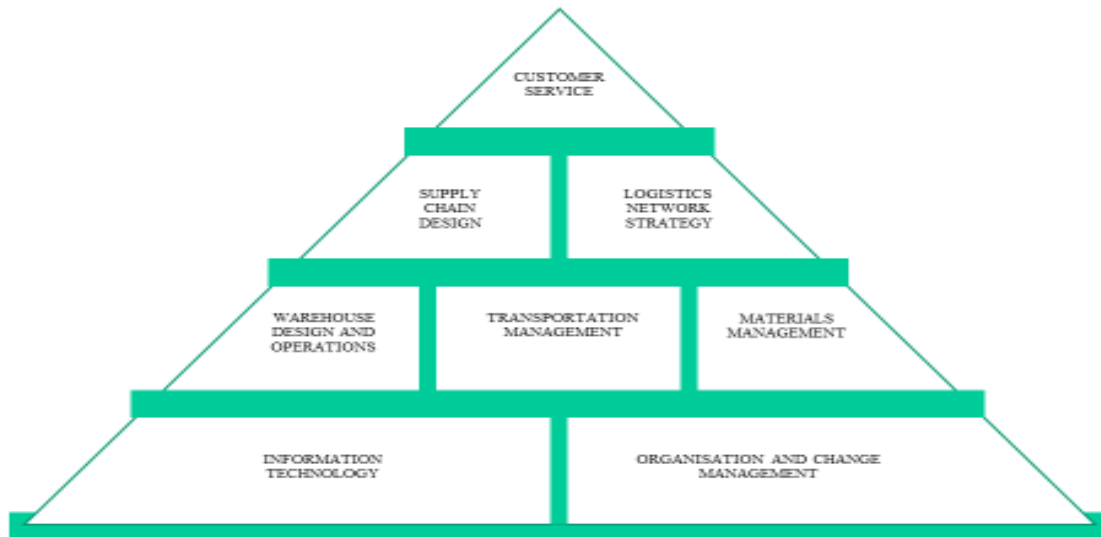 CUSTOMER
SERVICE
SUPPLY
CHAIN
DESIGN
LOGISTICS
NETWORK
STRATEGY
WAREHOUSE
DESIGN AND
OPERATIONS
TRANSPORTATION
MANAGEMENT
MATERIALS
MANAGEMENT
INFORMATION
TECHNOLOGY
ORGANISATION AND CHANGE
MANAGEMENT